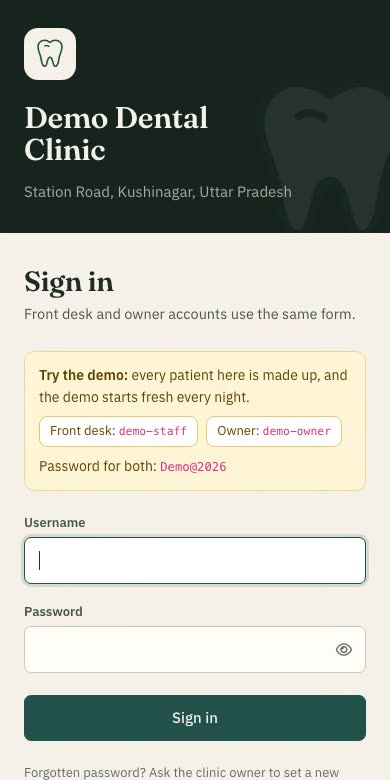 Demo Dental
Clinic
Station Road, Kushinagar, Uttar Pradesh
Sign in
Front desk and owner accounts use the same form.
Try the demo: every patient here is made up, and
the demo starts fresh every night.
Front desk: demo-staff Owner: demo-owner
Password for both: Demo@2026
Username
Password
Sign in
Forgotten password? Ask the clinic owner to set a new